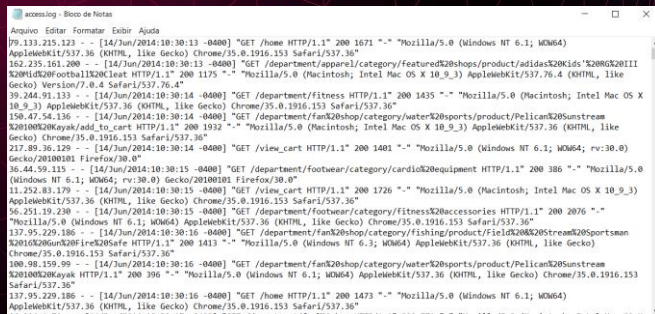 access.log - Bloco de Notas
Arquivo Editar Formatar Exibir Ajuda
79.133.215.123 - - [14/Jun/2014:10:30:13 -0400] "GET /home HTTP/1.1" 200 1671 "-" "Mozilla/5.0 (Windows NT 6.1; WOW64)
AppleWebKit/537.36 (KHTML, like Gecko) Chrome/35.0.1916.153 Safari/537.36"
162.235.161.200 - - [14/Jun/2014:10:30:13 -0400] "GET /department/apparel/category/featured%20shops/product/adidas%20Kids'%20RG%20III
%20Mid%20Football%20Cleat HTTP/1.1" 200 1175 "-" "Mozilla/5.0 (Macintosh; Intel Mac OS X 10_9_3) AppleWebKit/537.76.4 (KHTML, like
Gecko) Version/7.0.4 Safari/537.76.4"
39.244.91.133 - - [14/Jun/2014:10:30:14 -0400] "GET /department/fitness HTTP/1.1" 200 1435 "-" "Mozilla/5.0 (Macintosh; Intel Mac OS X
10_9_3) AppleWebKit/537.36 (KHTML, like Gecko) Chrome/35.0.1916.153 Safari/537.36"
150.47.54.136 - - [14/Jun/2014:10:30:14 -0400] "GET /department/fan%20shop/category/water%20sports/product/Pelican%20Sunstream
%20100%20Kayak/add_to_cart HTTP/1.1" 200 1932 "-" "Mozilla/5.0 (Macintosh; Intel Mac OS X 10_9_3) AppleWebKit/537.36 (KHTML, like
Gecko) Chrome/35.0.1916.153 Safari/537.36"
217.89.36.129 - - [14/Jun/2014:10:30:14 -0400] "GET /view_cart HTTP/1.1" 200 1401 "-" "Mozilla/5.0 (Windows NT 6.1; WOW64; rv:30.0)
Gecko/20100101 Firefox/30.0"
36.44.59.115 - - [14/Jun/2014:10:30:15 -0400] "GET /department/footwear/category/cardio%20equipment HTTP/1.1" 200 386 "-" "Mozilla/5.0
(Windows NT 6.1; WOW64; rv:30.0) Gecko/20100101 Firefox/30.0"
11.252.83.179 - - [14/Jun/2014:10:30:15 -0400] "GET /view_cart HTTP/1.1" 200 1726 "-" "Mozilla/5.0 (Macintosh; Intel Mac OS X 10_9_3)
AppleWebKit/537.36 (KHTML, like Gecko) Chrome/35.0.1916.153 Safari/537.36"
56.251.19.230 - - [14/Jun/2014:10:30:15 -0400] "GET /department/footwear/category/fitness%20accessories HTTP/1.1" 200 2076 "-"
"Mozilla/5.0 (Windows NT 6.1; WOW64) AppleWebKit/537.36 (KHTML, like Gecko) Chrome/35.0.1916.153 Safari/537.36"
137.95.229.186 - - [14/Jun/2014:10:30:16 -0400] "GET /department/fan%20shop/category/fishing/product/Field%20&%20Stream%20Sportsman
%2016%20Gun%20Fire%20Safe HTTP/1.1" 200 1413 "-" "Mozilla/5.0 (Windows NT 6.3; WOW64) AppleWebKit/537.36 (KHTML, like Gecko)
Chrome/35.0.1916.153 Safari/537.36"
100.98.159.99 - - [14/Jun/2014:10:30:16 -0400] "GET /department/fan%20shop/category/water%20sports/product/Pelican%20Sunstream
%20100%20Kayak HTTP/1.1" 200 396 "-" "Mozilla/5.0 (Windows NT 6.1; WOW64) AppleWebKit/537.36 (KHTML, like Gecko) Chrome/35.0.1916.153
Safari/537.36"
137.95.229.186 - - [14/Jun/2014:10:30:16 -0400] "GET /home HTTP/1.1" 200 1473 "-" "Mozilla/5.0 (Windows NT 6.1; WOW64)
AppleWebKit/537.36 (KHTML, like Gecko) Chrome/35.0.1916.153 Safari/537.36"